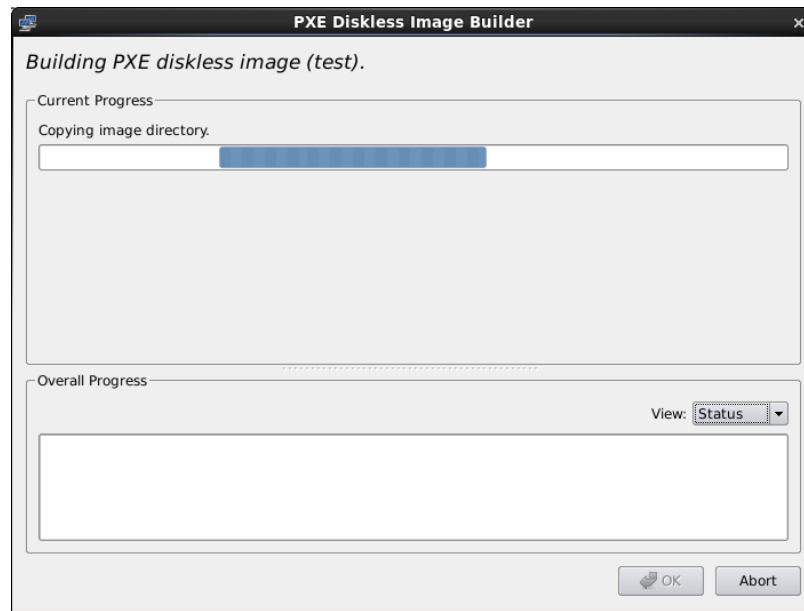 PXE Diskless Image Builder
Building PXE diskless image (test).
Current Progress
Copying image directory.
Overall Progress
View: Status
OK
Abort